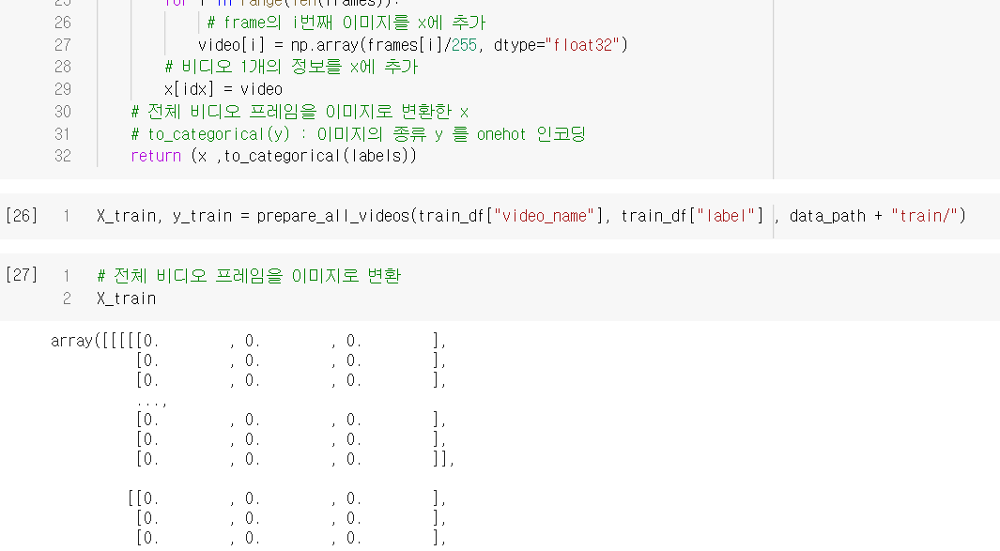 25 for i in range(len(frames)):
26 # frame의 i번째 이미지를 x에 추가
27 video[i] = np.array(frames[i]/255, dtype="float32")
28 # 비디오 1개의 정보를 x에 추가
29 x[idx] = video
30 # 전체 비디오 프레임을 이미지로 변환한 x
31 # to_categorical(y) : 이미지의 종류 y 를 onehot 인코딩
32 return (x ,to_categorical(labels))
[26] 1 X_train, y_train = prepare_all_videos(train_df["video_name"], train_df["label"] , data_path + "train/")
[27] 1 # 전체 비디오 프레임을 이미지로 변환
2 X_train
array([[[[[0. , 0. , 0. ],
[0. , 0. , 0. ],
[0. , 0. , 0. ],
...,
[0. , 0. , 0. ],
[0. , 0. , 0. ],
[0. , 0. , 0. ]],
[[0. , 0. , 0. ],
[0. , 0. , 0. ],
[0. , 0. , 0. ],